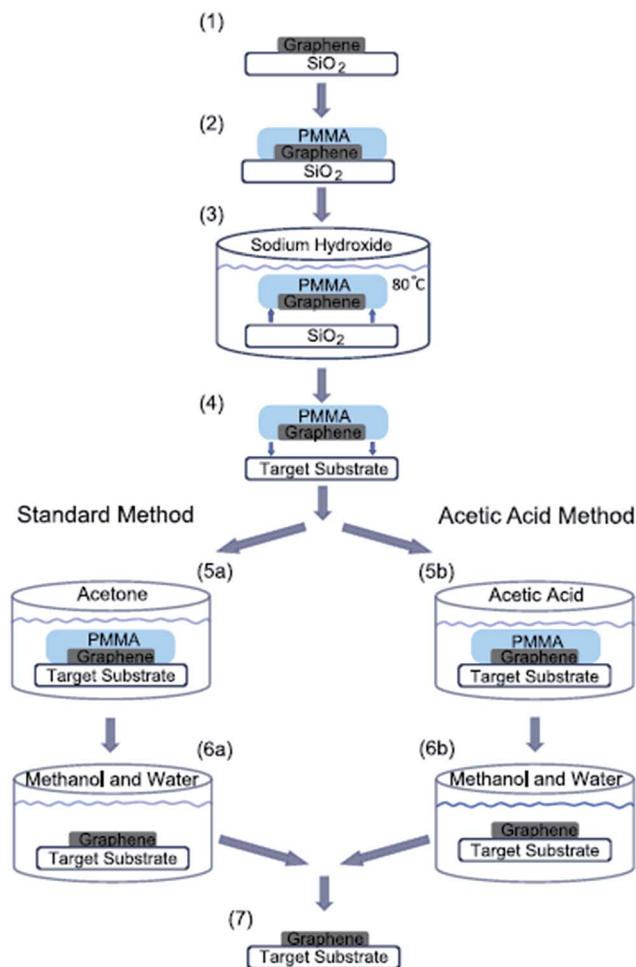 (1)
Graphene
SiO₂
(2)
PMMA
Graphene
SiO₂
(3)
Sodium Hydroxide
PMMA
80°C
Graphene
SiO₂
(4)
PMMA
Graphene
Target Substrate
Standard Method
Acetic Acid Method
(5a)
Acetone
PMMA
Graphene
Target Substrate
(5b)
Acetic Acid
PMMA
Graphene
Target Substrate
(6a)
Methanol and Water
Graphene
Target Substrate
(6b)
Methanol and Water
Graphene
Target Substrate
(7)
Graphene
Target Substrate